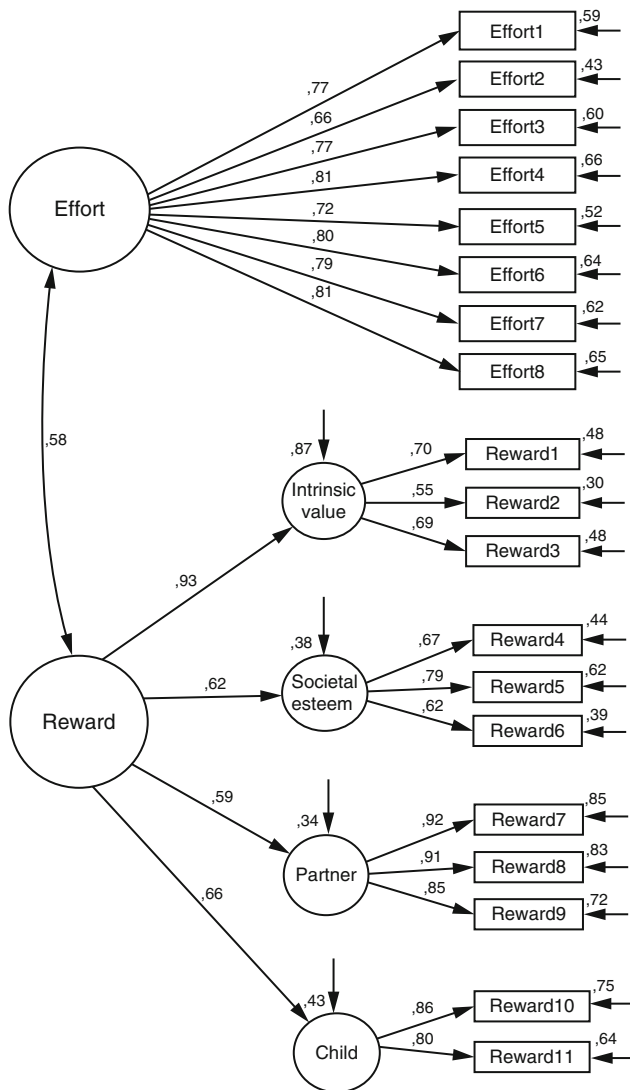 ,59
Effort1
,43
Effort2
,77
,66
,60
Effort3
,77
,66
Effort4
,81
Effort
,52
,72
Effort5
,80
,64
Effort6
,79
,62
Effort7
,81
,65
Effort8
,58
,87
,70
,48
Reward1
Intrinsic
value
,55
,30
Reward2
,69
,48
Reward3
,93
,38
,67
,44
Reward4
Societal
esteem
,62
,79
,62
Reward5
,62
,39
Reward6
Reward
,59
,34
,92
,85
Reward7
Partner
,91
,83
Reward8
,85
,72
Reward9
,66
,43
,86
,75
Reward10
Child
,80
,64
Reward11